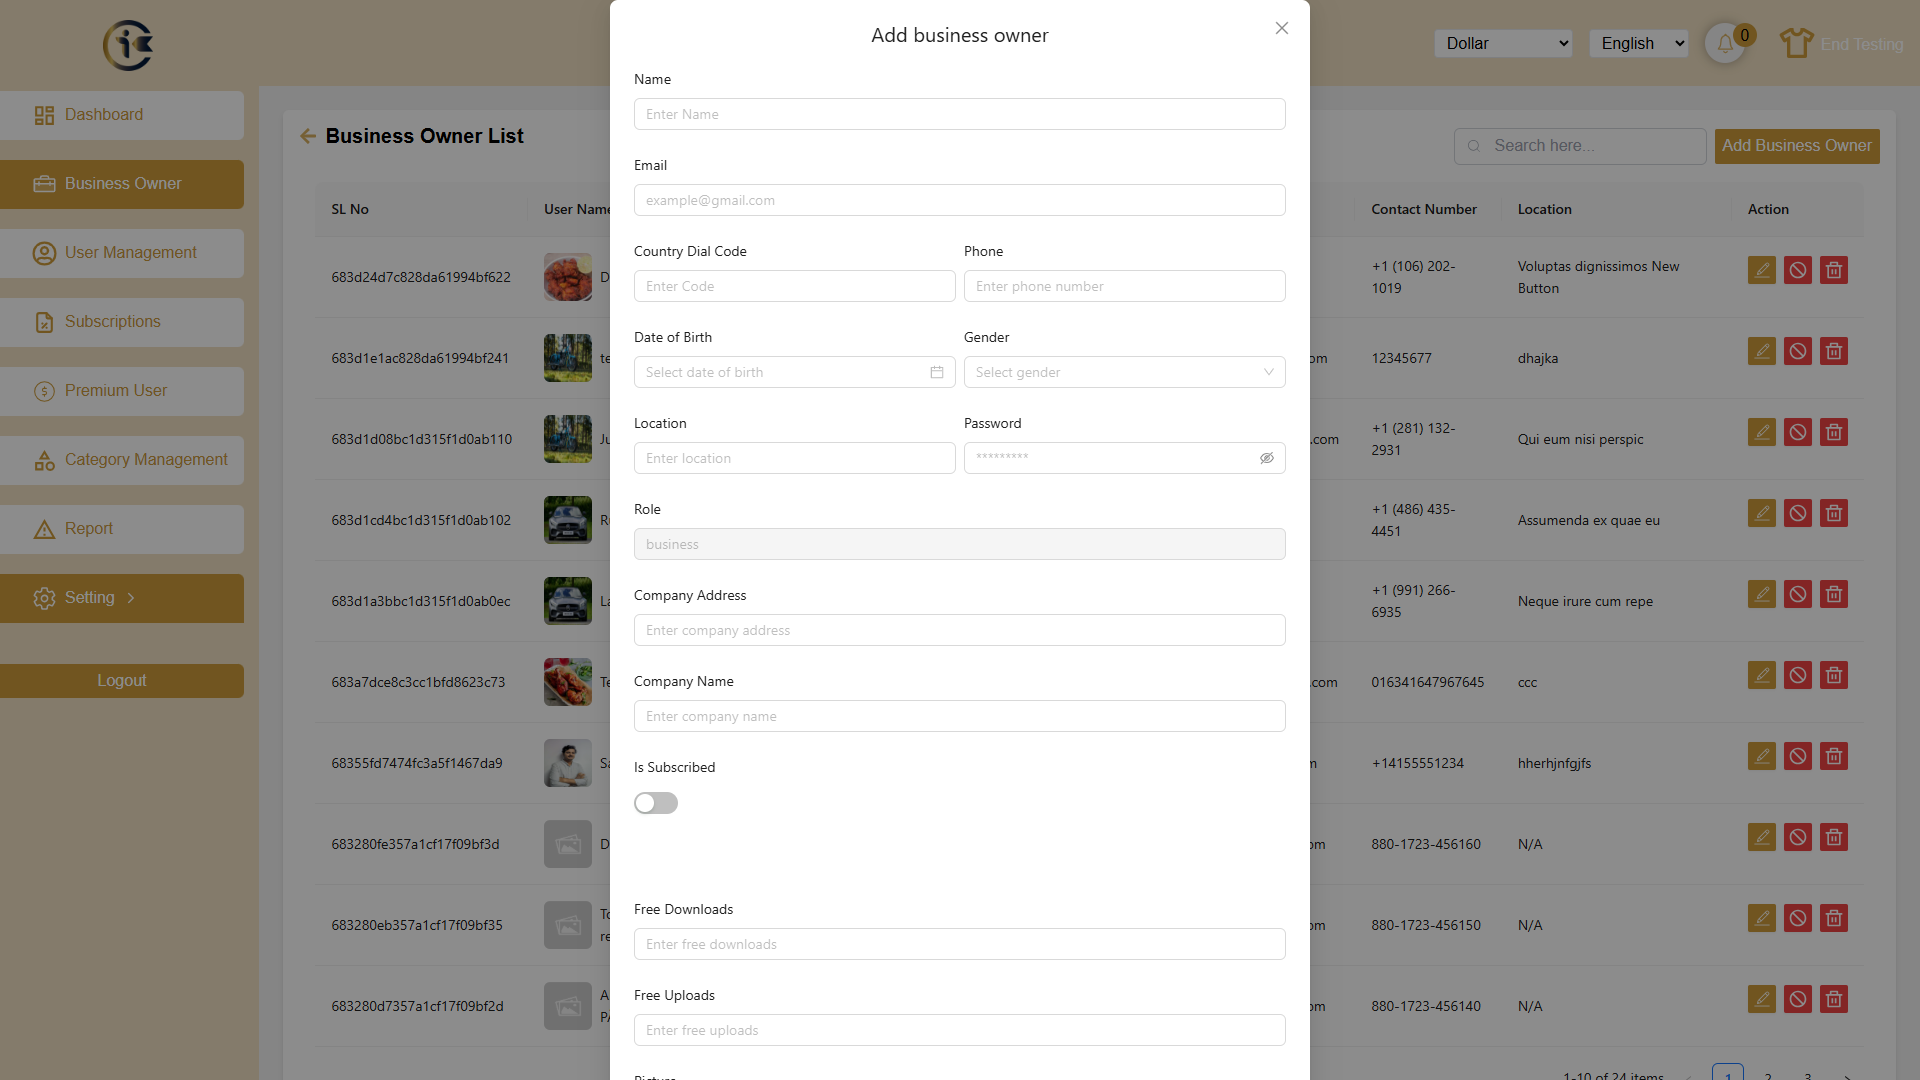 Add business owner
Dollar
English
0
End Testing
Dashboard
Business Owner
User Management
Subscriptions
Premium User
Category Management
Report
Setting
Logout
Business Owner List
Search here...
Add Business Owner
SL No
User Name
Contact Number
Location
Action
683d24d7c828da61994bf622
D
+1 (106) 202-
1019
Voluptas dignissimos New
Button
683d1e1ac828da61994bf241
te
om
12345677
dhajka
683d1d08bc1d315f1d0ab110
Ju
.com
+1 (281) 132-
2931
Qui eum nisi perspic
683d1cd4bc1d315f1d0ab102
+1 (486) 435-
4451
Assumenda ex quae eu
683d1a3bbc1d315f1d0ab0ec
La
+1 (991) 266-
6935
Neque irure cum repe
683a7dce8c3cc1bfd8623c73
Te
.com
016341647967645
ccc
68355fd7474fc3a5f1467da9
Sa
+14155551234
hherhjnfgjfs
683280fe357a1cf17f09bf3d
D
om
880-1723-456160
N/A
683280eb357a1cf17f09bf35
To
re
om
880-1723-456150
N/A
683280d7357a1cf17f09bf2d
A
PA
om
880-1723-456140
N/A
1-10 of 24 items
1
2
3
Name
Enter Name
Email
example@gmail.com
Country Dial Code
Enter Code
Phone
Enter phone number
Date of Birth
Select date of birth
Gender
Select gender
Location
Enter location
Password
*********
Role
business
Company Address
Enter company address
Company Name
Enter company name
Is Subscribed
Free Downloads
Enter free downloads
Free Uploads
Enter free uploads
Picture